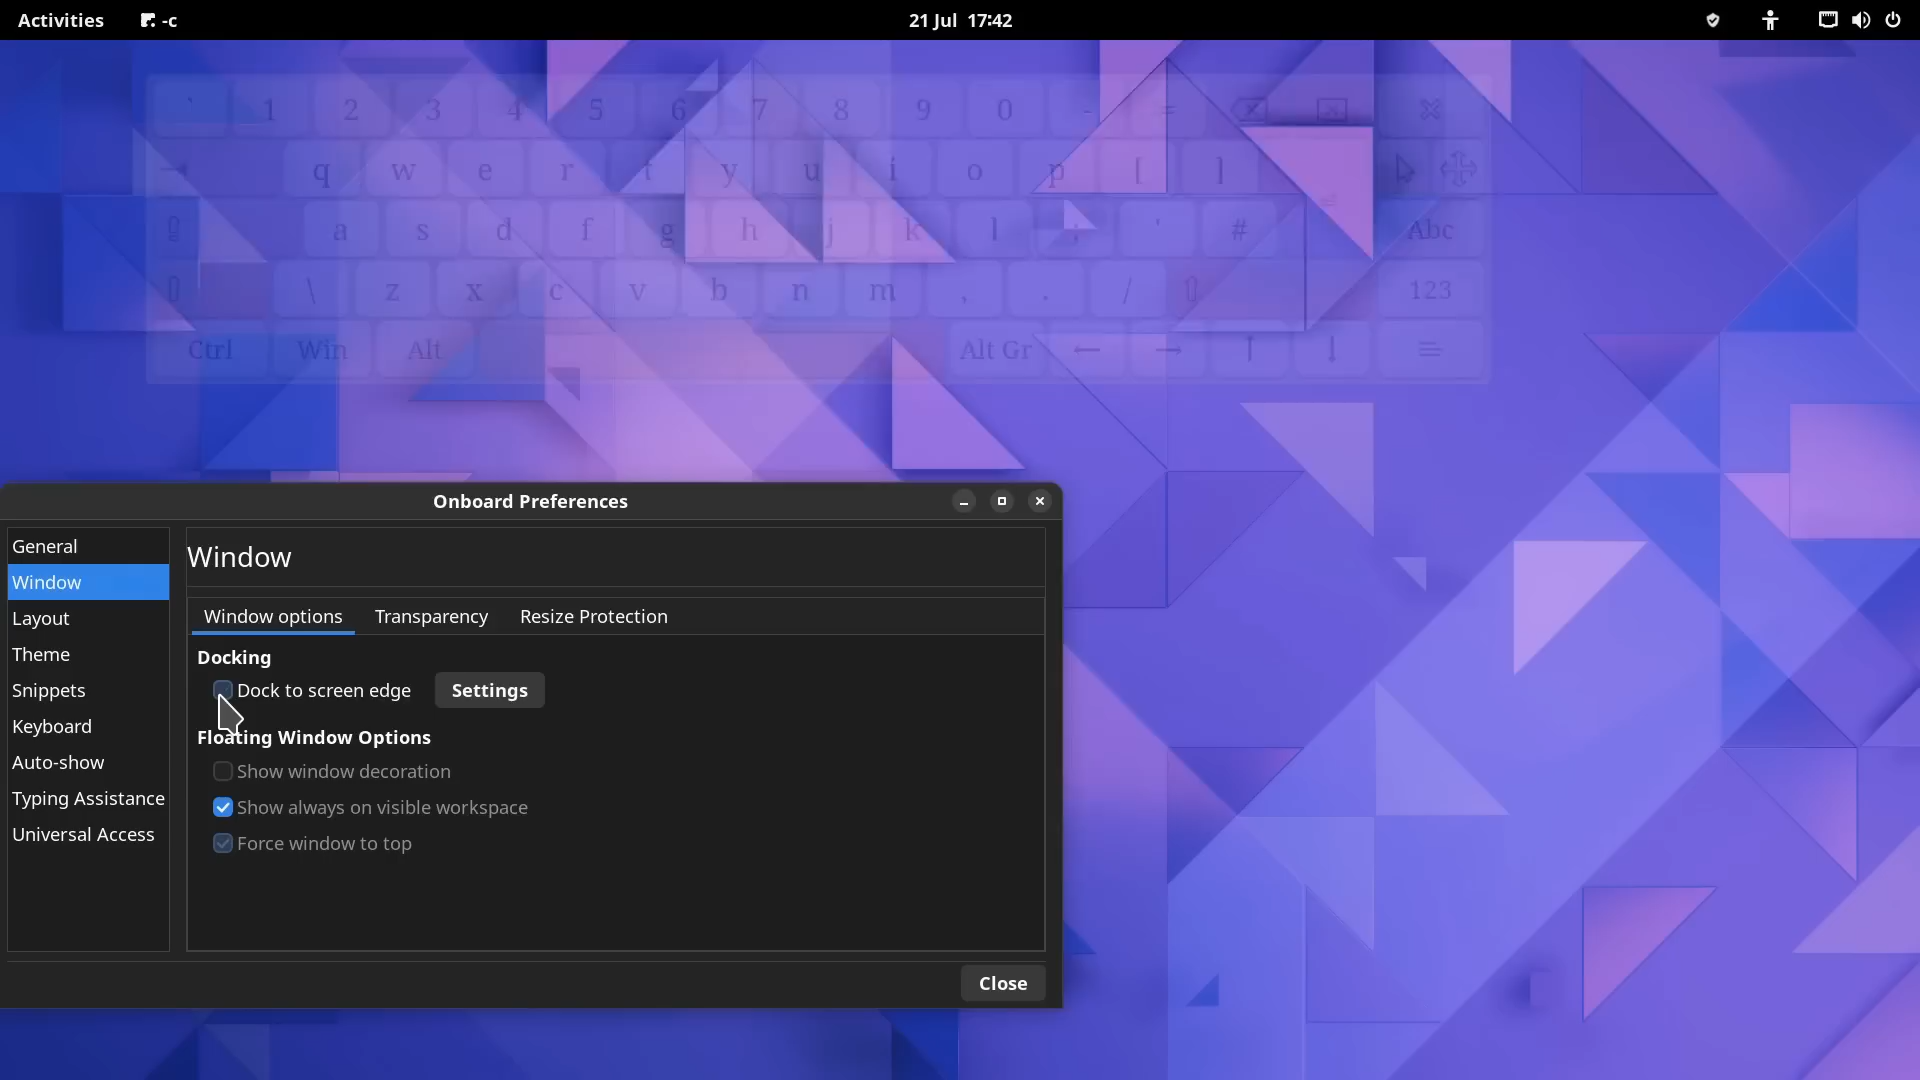 Activities -c 21 Jul 17:42
` 1 2 3 4 5 6 7 8 9 0 - =
q w e r t y u i o p [ ]
a s d f g h j k l ; ' # Abc
\ z x c v b n m , . / 123
Ctrl Win Alt Alt Gr ← → ↑ ↓
Onboard Preferences
General
Window
Layout
Theme
Snippets
Keyboard
Auto-show
Typing Assistance
Universal Access
Window
Window options Transparency Resize Protection
Docking
Dock to screen edge Settings
Floating Window Options
Show window decoration
Show always on visible workspace
Force window to top
Close